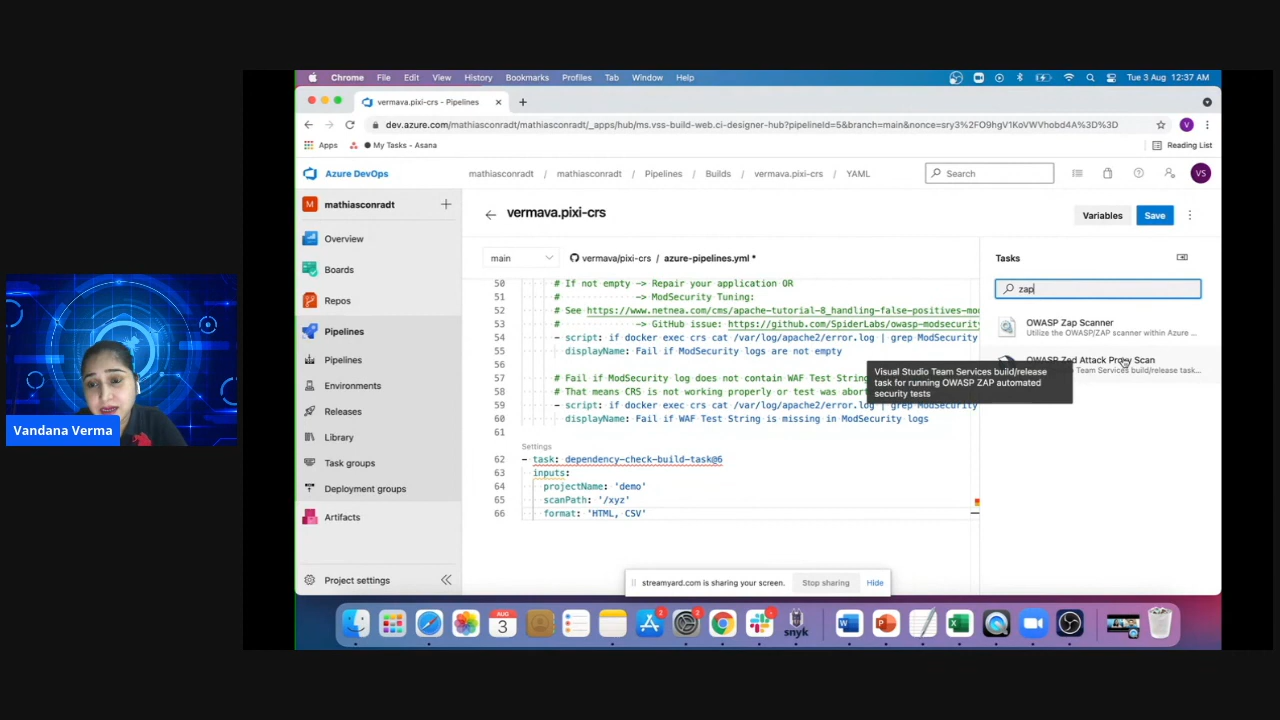 Chrome File Edit View History Bookmarks Profiles Tab Window Help
Tue 3 Aug 12:37 AM
vermava.pixi-crs - Pipelines
dev.azure.com/mathiasconradt/mathiasconradt/_apps/hub/ms.vss-build-web.ci-designer-hub?pipelineId=5&branch=main&nonce=sry3%2FO9hgV1KoVWVhobd4A%3D%3D
Apps
My Tasks - Asana
Reading List
Azure DevOps
mathiasconradt / mathiasconradt / Pipelines / Builds / vermava.pixi-crs / YAML
Search
VS
M mathiasconradt
Overview
Boards
Repos
Pipelines
Pipelines
Environments
Releases
Library
Task groups
Deployment groups
Artifacts
Project settings
vermava.pixi-crs
Variables
Save
main
vermava/pixi-crs / azure-pipelines.yml *
50 # If not empty -> Repair your application OR
51 # -> ModSecurity Tuning:
52 # See https://www.netnea.com/cms/apache-tutorial-8_handling-false-positives-mo
53 # -> GitHub issue: https://github.com/SpiderLabs/owasp-modsecurity
54 - script: if docker exec crs cat /var/log/apache2/error.log | grep ModSecurity
55 displayName: Fail if ModSecurity logs are not empty
56
57 # Fail if ModSecurity log does not contain WAF Test String
58 # That means CRS is not working properly or test was abort
59 - script: if docker exec crs cat /var/log/apache2/error.log | grep ModSecurity
60 displayName: Fail if WAF Test String is missing in ModSecurity logs
61
Settings
62 - task: dependency-check-build-task@6
63 inputs:
64 projectName: 'demo'
65 scanPath: '/xyz'
66 format: 'HTML, CSV'
Tasks
zap
OWASP Zap Scanner
Utilize the OWASP/ZAP scanner within Azure ...
OWASP Zed Attack Proxy Scan
Team Services build/release task...
Visual Studio Team Services build/release
task for running OWASP ZAP automated
security tests
streamyard.com is sharing your screen.
Stop sharing
Hide
Vandana Verma
AUG
3
snyk